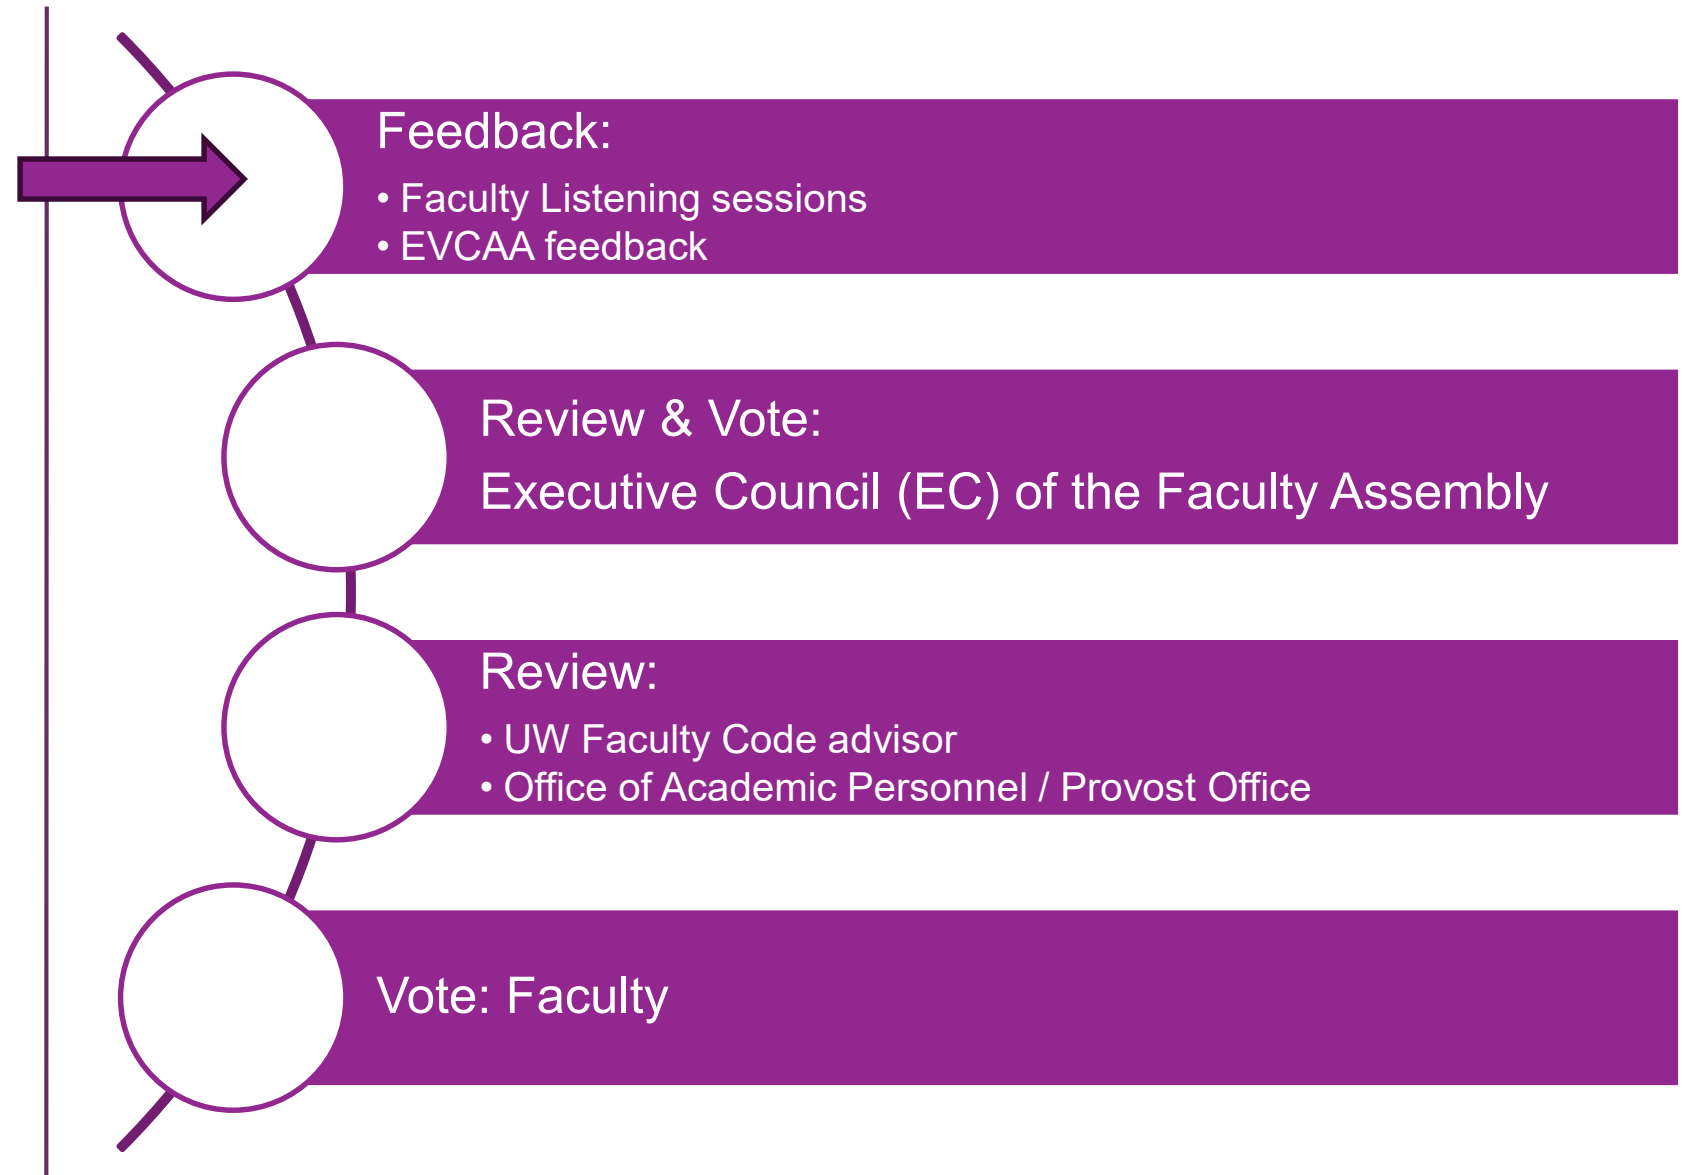 Feedback:
• Faculty Listening sessions
• EVCAA feedback
Review & Vote:
Executive Council (EC) of the Faculty Assembly
Review:
• UW Faculty Code advisor
• Office of Academic Personnel / Provost Office
Vote: Faculty